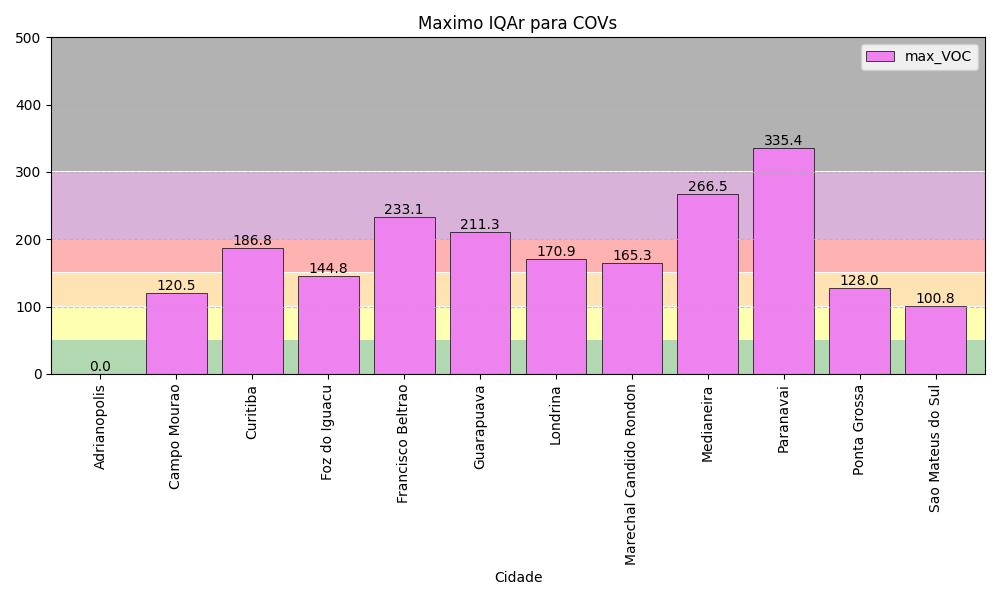 Maximo IQAr para COVs
max_VOC
500
400
300
200
100
0
0.0
120.5
186.8
144.8
233.1
211.3
170.9
165.3
266.5
335.4
128.0
100.8
Adrianopolis
Campo Mourao
Curitiba
Foz do Iguacu
Francisco Beltrao
Guarapuava
Londrina
Marechal Candido Rondon
Medianeira
Paranavai
Ponta Grossa
Sao Mateus do Sul
Cidade